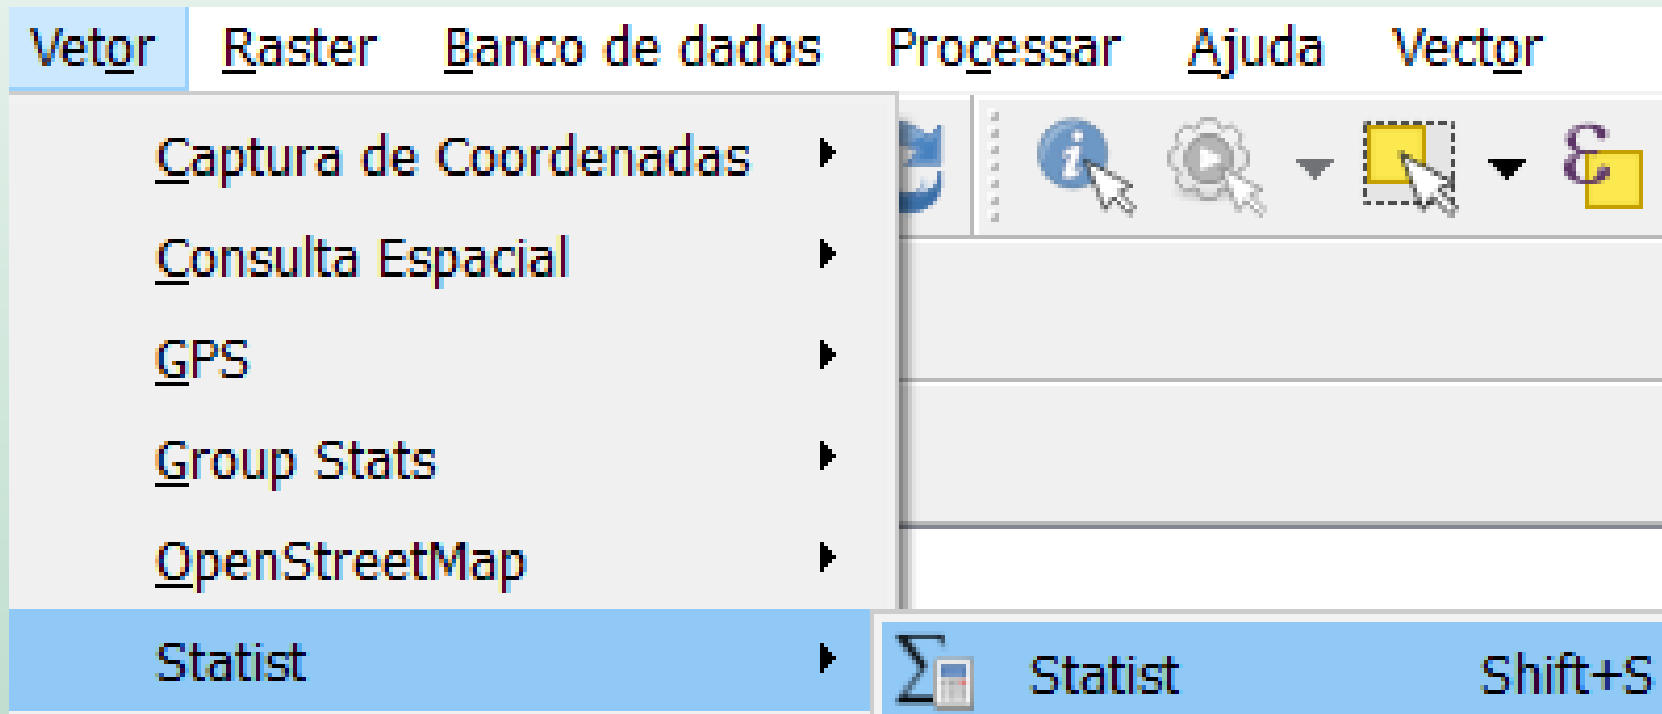 Vetor Raster Banco de dados Processar Ajuda Vector
Captura de Coordenadas
Consulta Espacial
GPS
Group Stats
OpenStreetMap
Statist
Statist Shift+S